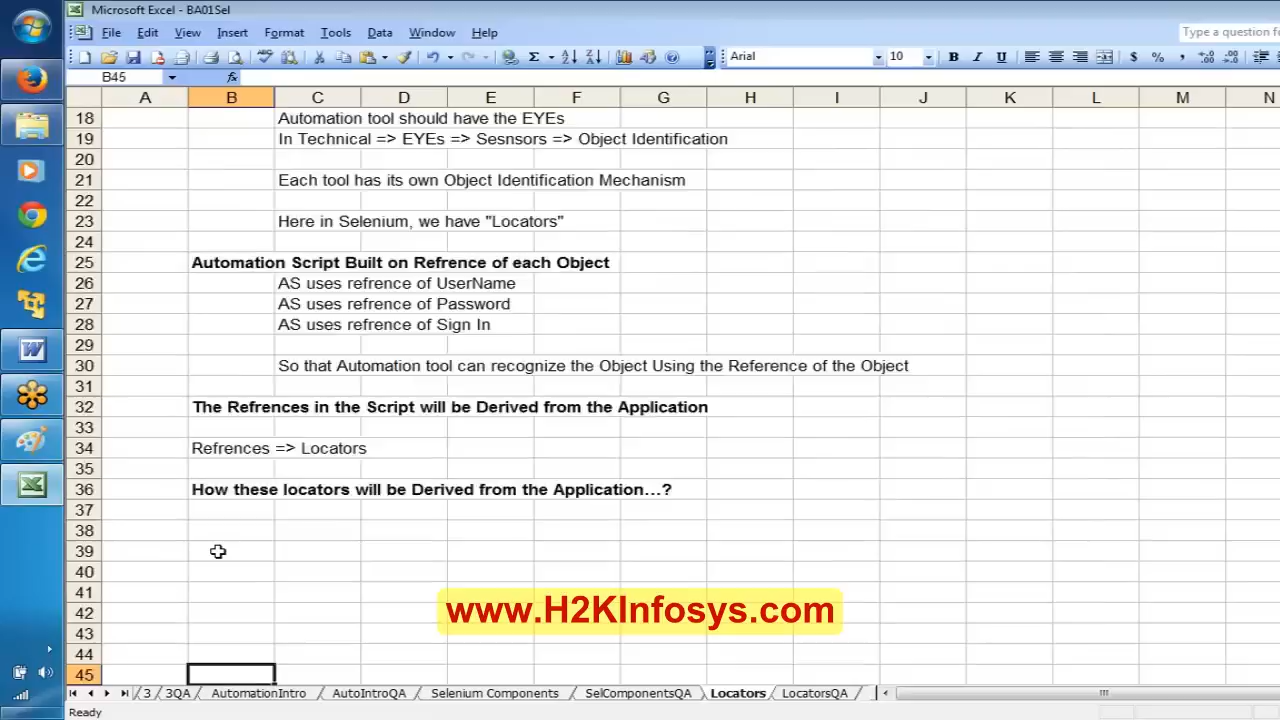 Microsoft Excel - BA01Sel
File Edit View Insert Format Tools Data Window Help
Type a question
Arial 10 B I U $ % ,
B45 fx
A B C D E F G H I J K L M N
18 Automation tool should have the EYEs
19 In Technical => EYEs => Sesnsors => Object Identification
20
21 Each tool has its own Object Identification Mechanism
22
23 Here in Selenium, we have "Locators"
24
25 Automation Script Built on Refrence of each Object
26 AS uses refrence of UserName
27 AS uses refrence of Password
28 AS uses refrence of Sign In
29
30 So that Automation tool can recognize the Object Using the Reference of the Object
31
32 The Refrences in the Script will be Derived from the Application
33
34 Refrences => Locators
35
36 How these locators will be Derived from the Application...?
37
38
39
40
41
www.H2KInfosys.com
42
43
44
45
3 3QA AutomationIntro AutoIntroQA Selenium Components SelComponentsQA Locators LocatorsQA
Ready